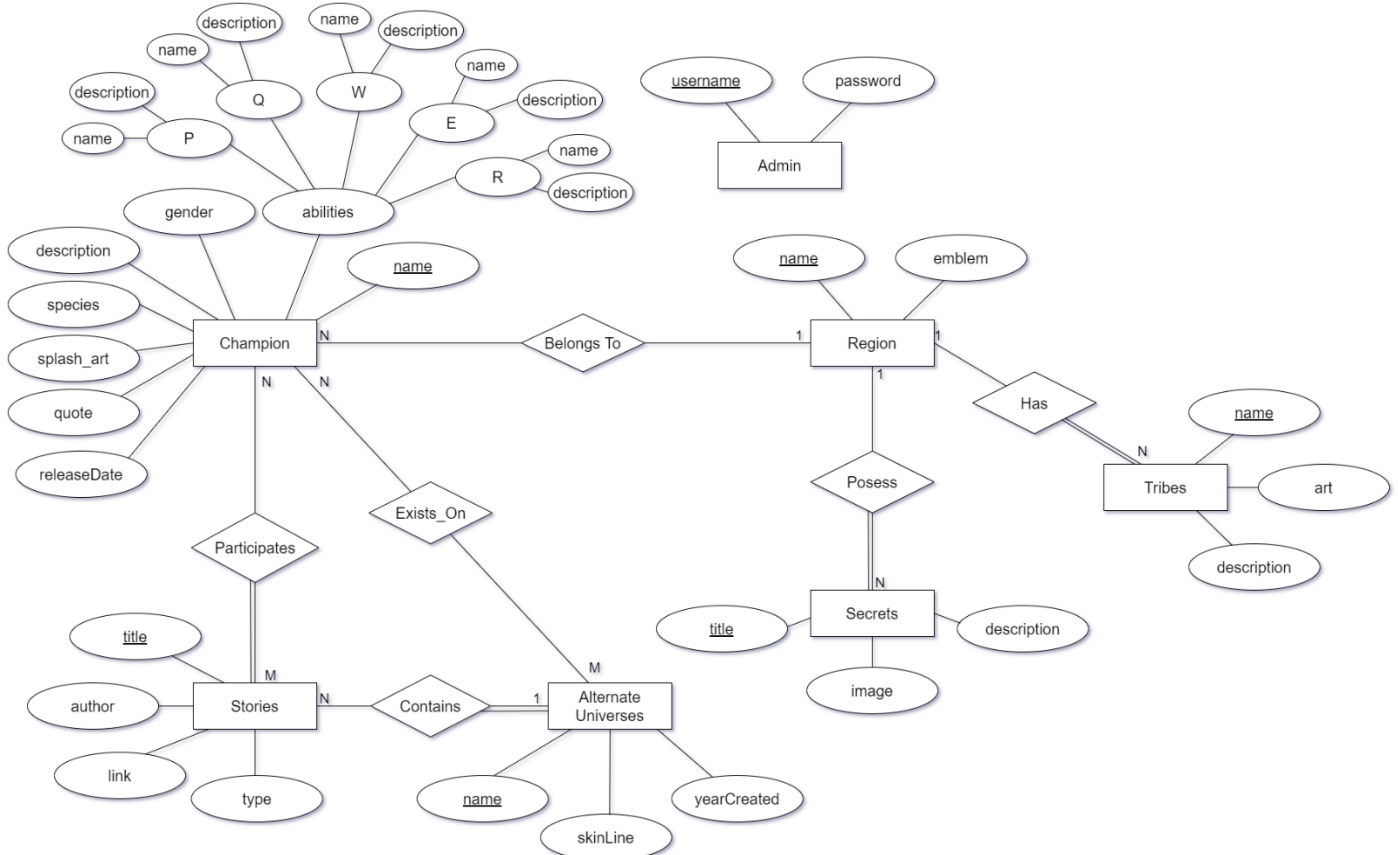 description
name
name
description
name
Q
W
name
description
E
description
description
P
name
R
name
description
abilities
gender
description
name
species
splash_art
quote
releaseDate
Champion
N
Belongs To
1
Region
1
name
emblem
username
password
Admin
N
N
1
Has
N
name
Tribes
art
description
Participates
Exists_On
Posess
N
Secrets
title
description
image
title
M
M
author
Stories
N
Contains
1
Alternate
Universes
link
type
name
skinLine
yearCreated